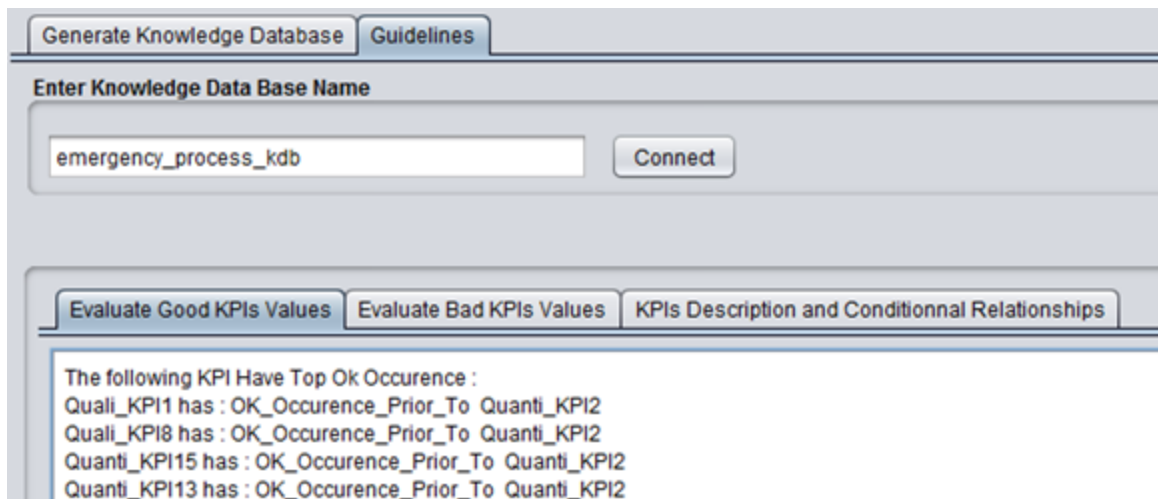 Generate Knowledge Database Guidelines
Enter Knowledge Data Base Name
emergency_process_kdb Connect
Evaluate Good KPIs Values Evaluate Bad KPIs Values KPIs Description and Conditionnal Relationships
The following KPI Have Top Ok Occurence :
Quali_KPI1 has : OK_Occurence_Prior_To Quanti_KPI2
Quali_KPI8 has : OK_Occurence_Prior_To Quanti_KPI2
Quanti_KPI15 has : OK_Occurence_Prior_To Quanti_KPI2
Quanti_KPI13 has : OK_Occurence_Prior_To Quanti_KPI2